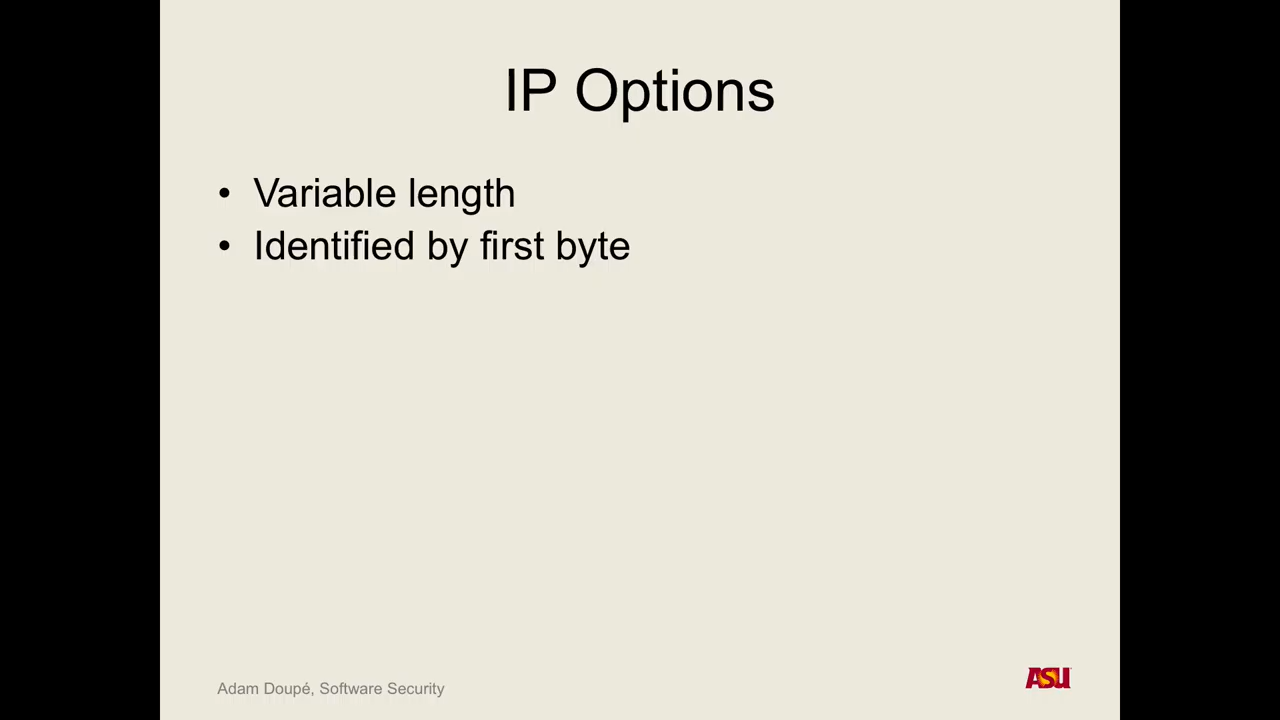 IP Options
• Variable length
• Identified by first byte
Adam Doupé, Software Security
ASU